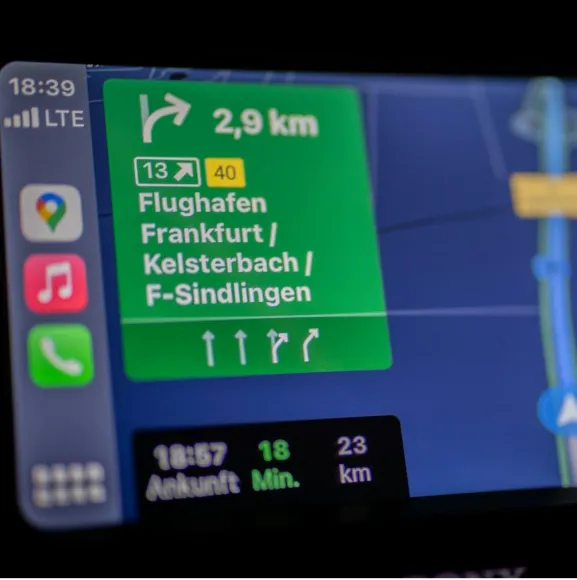 18:39
LTE
2,9 km
13 40
Flughafen
Frankfurt /
Kelsterbach /
F-Sindlingen
18:57 18 23
Ankunft Min. km